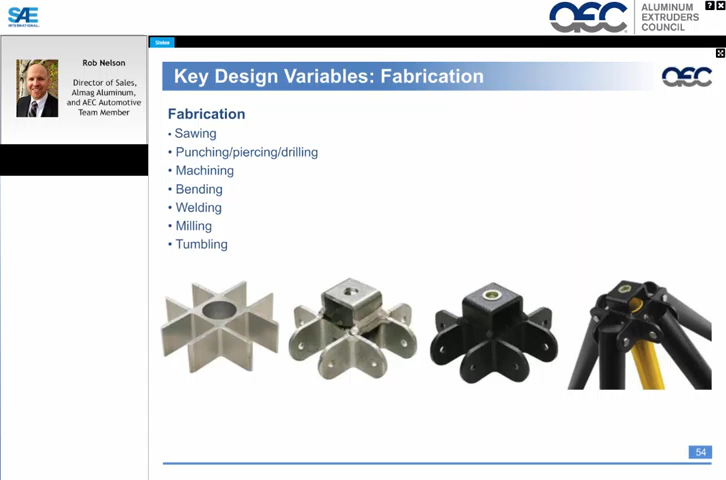 SAE
INTERNATIONAL
AEC
ALUMINUM
EXTRUDERS
COUNCIL
Rob Nelson
Director of Sales,
Almag Aluminum,
and AEC Automotive
Team Member
Slides
Key Design Variables: Fabrication
AEC
Fabrication
• Sawing
• Punching/piercing/drilling
• Machining
• Bending
• Welding
• Milling
• Tumbling
54